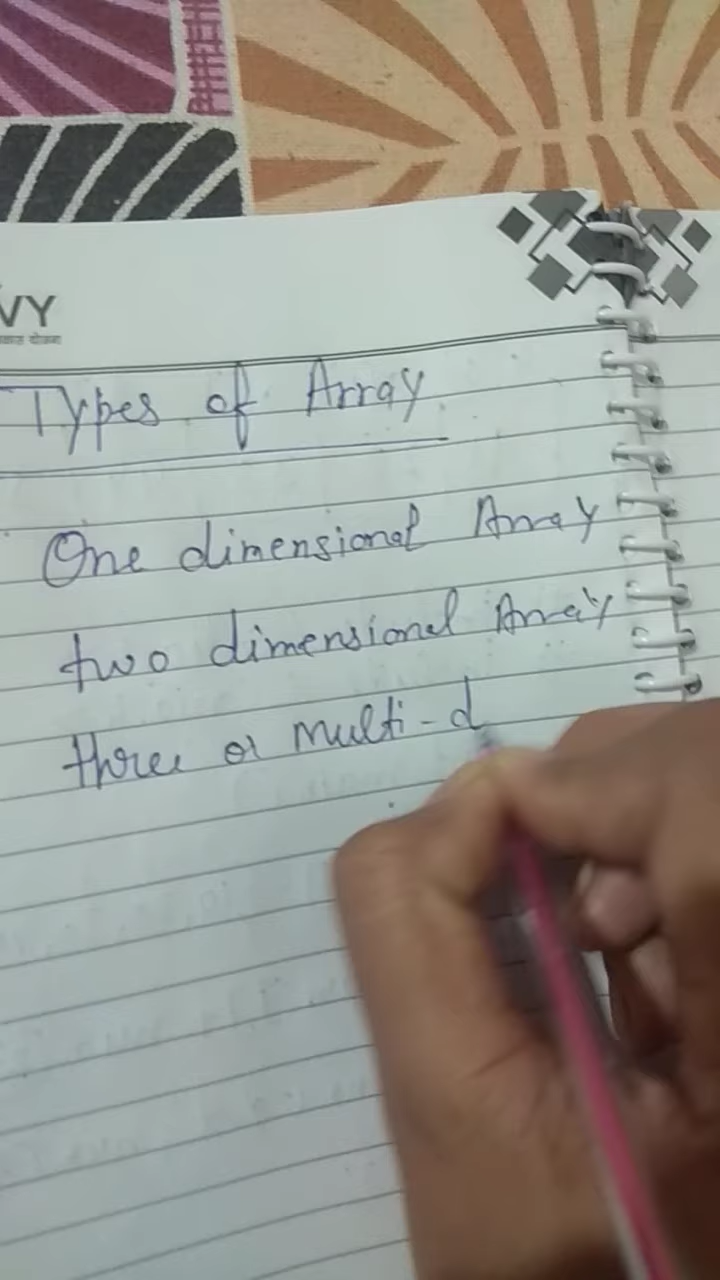 VY
Types of Array
One dimensional Array
two dimensional Array
three or multi-d